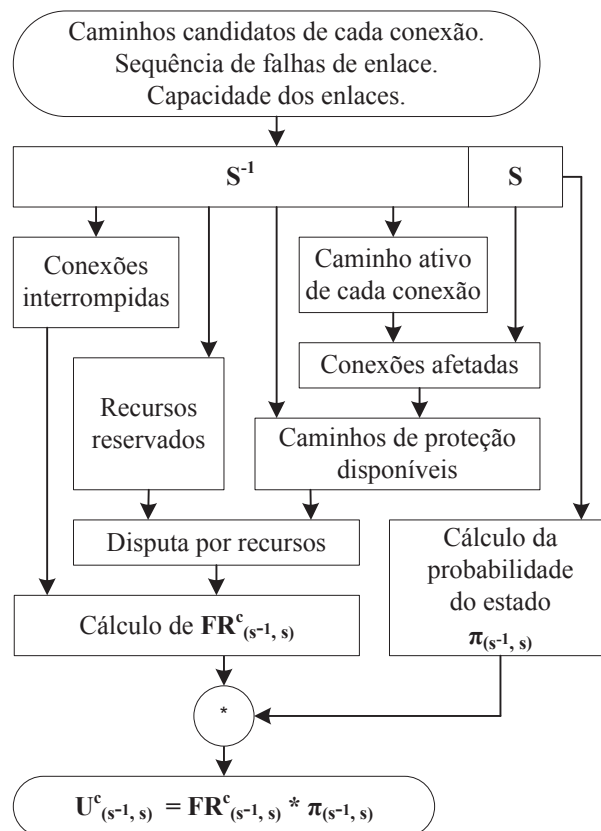 Caminhos candidatos de cada conexão.
Sequência de falhas de enlace.
Capacidade dos enlaces.
S⁻¹
S
Conexões
interrompidas
Caminho ativo
de cada conexão
Conexões afetadas
Recursos
reservados
Caminhos de proteção
disponíveis
Disputa por recursos
Cálculo da
probabilidade
do estado
π(s⁻¹, s)
Cálculo de FRᶜ(s⁻¹, s)
*
Uᶜ(s⁻¹, s) = FRᶜ(s⁻¹, s) * π(s⁻¹, s)